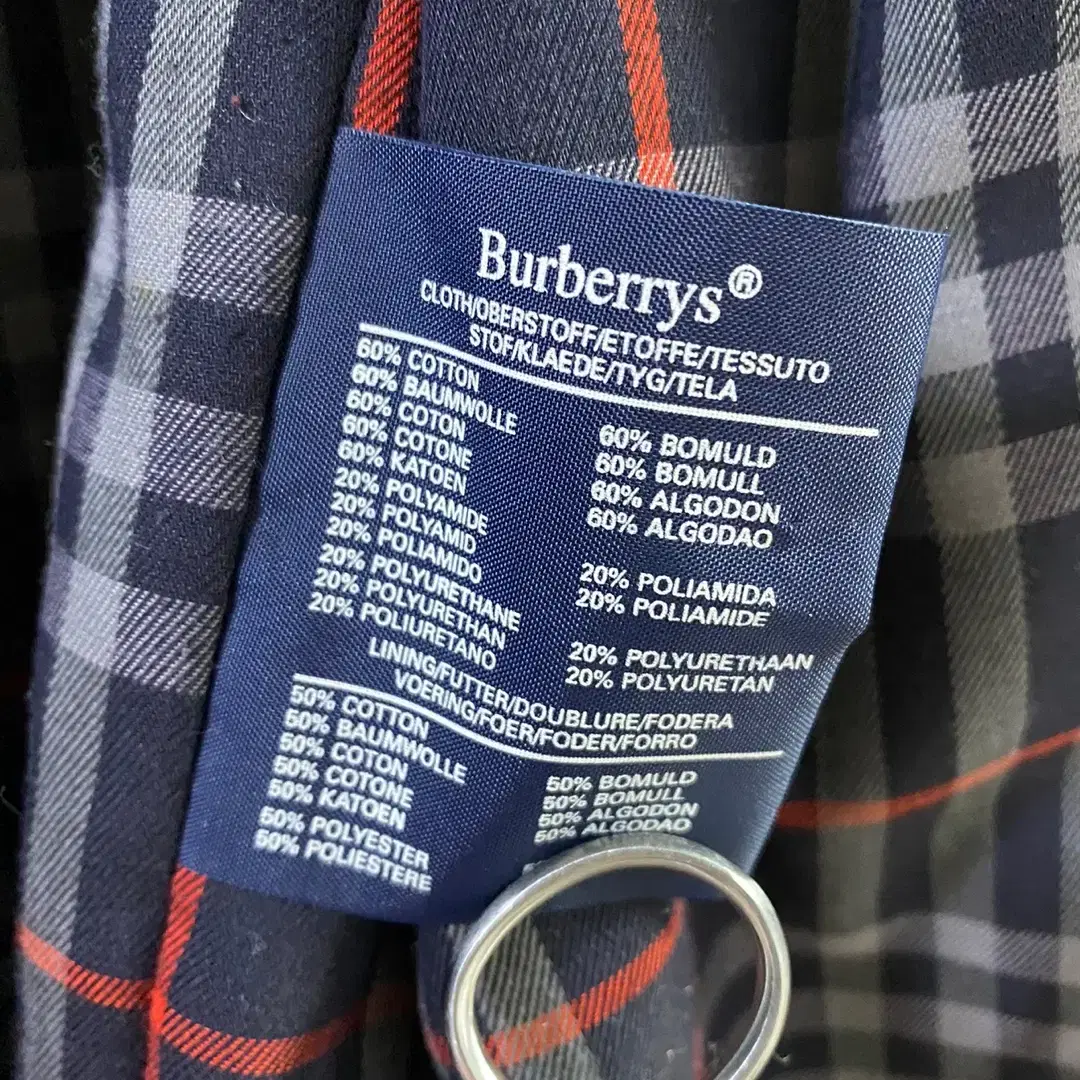 Burberrys®
CLOTH/OBERSTOFF/ETOFFE/TESSUTO
STOF/KLAEDE/TYG/TELA
60% COTTON
60% BAUMWOLLE
60% COTON
60% COTONE
60% KATOEN
20% POLYAMIDE
20% POLYAMID
20% POLIAMIDO
20% POLYURETHANE
20% POLYURETHAN
20% POLIURETANO
60% BOMULD
60% BOMULL
60% ALGODON
60% ALGODAO
20% POLIAMIDA
20% POLIAMIDE
20% POLYURETHAAN
20% POLYURETAN
LINING/FUTTER/DOUBLURE/FODERA
VOERING/FOER/FODER/FORRO
50% COTTON
50% BAUMWOLLE
50% COTON
50% COTONE
50% KATOEN
50% POLYESTER
50% POLIESTERE
50% BOMULD
50% BOMULL
50% ALGODON
50% ALGODAO